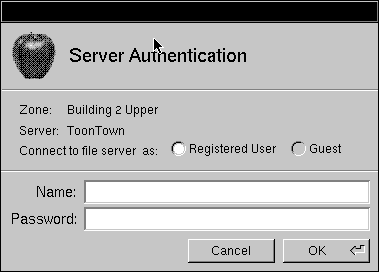 Server Authentication
Zone: Building 2 Upper
Server: ToonTown
Connect to file server as: Registered User Guest
Name:
Password:
Cancel OK